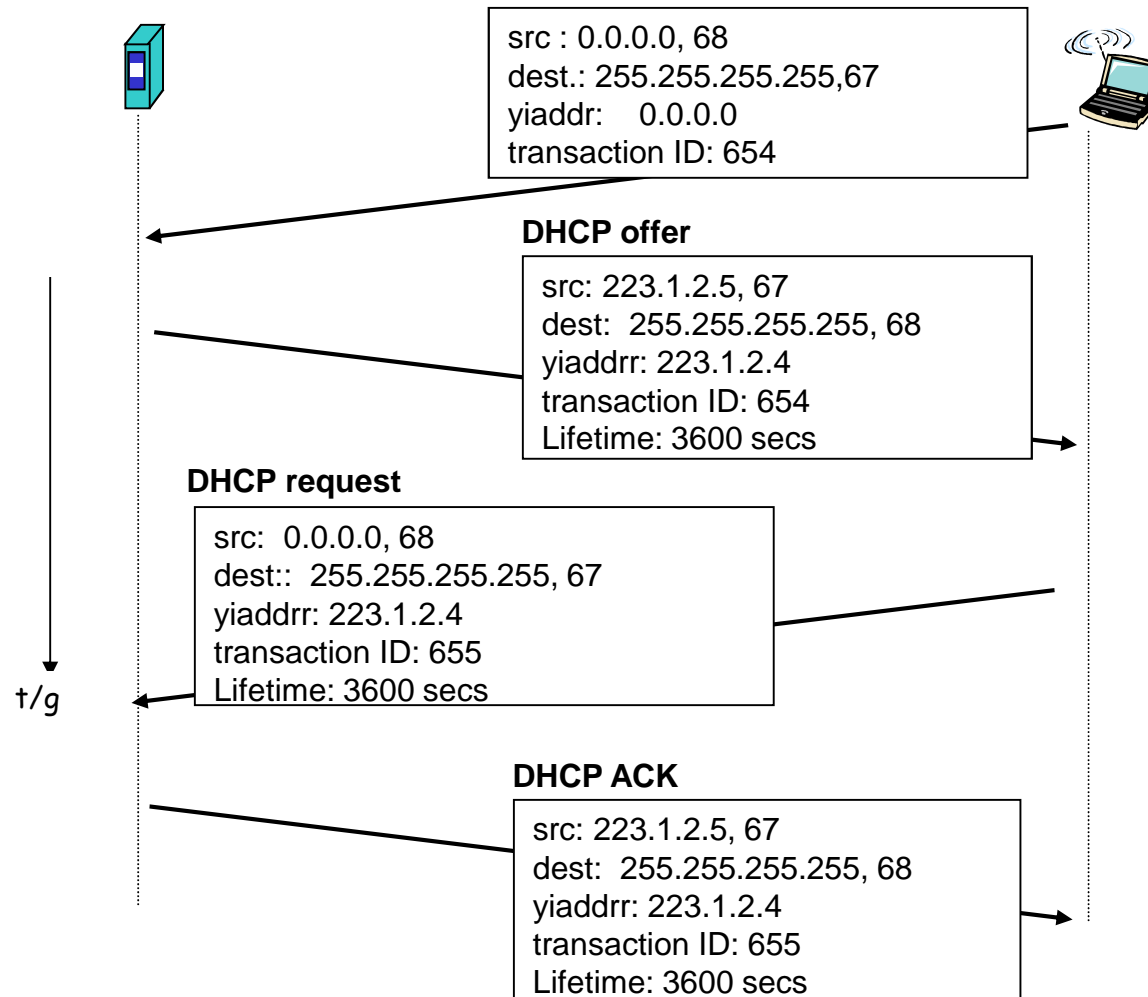 src : 0.0.0.0, 68
dest.: 255.255.255.255,67
yiaddr: 0.0.0.0
transaction ID: 654
DHCP offer
src: 223.1.2.5, 67
dest: 255.255.255.255, 68
yiaddrr: 223.1.2.4
transaction ID: 654
Lifetime: 3600 secs
DHCP request
src: 0.0.0.0, 68
dest:: 255.255.255.255, 67
yiaddrr: 223.1.2.4
transaction ID: 655
Lifetime: 3600 secs
t/g
DHCP ACK
src: 223.1.2.5, 67
dest: 255.255.255.255, 68
yiaddrr: 223.1.2.4
transaction ID: 655
Lifetime: 3600 secs